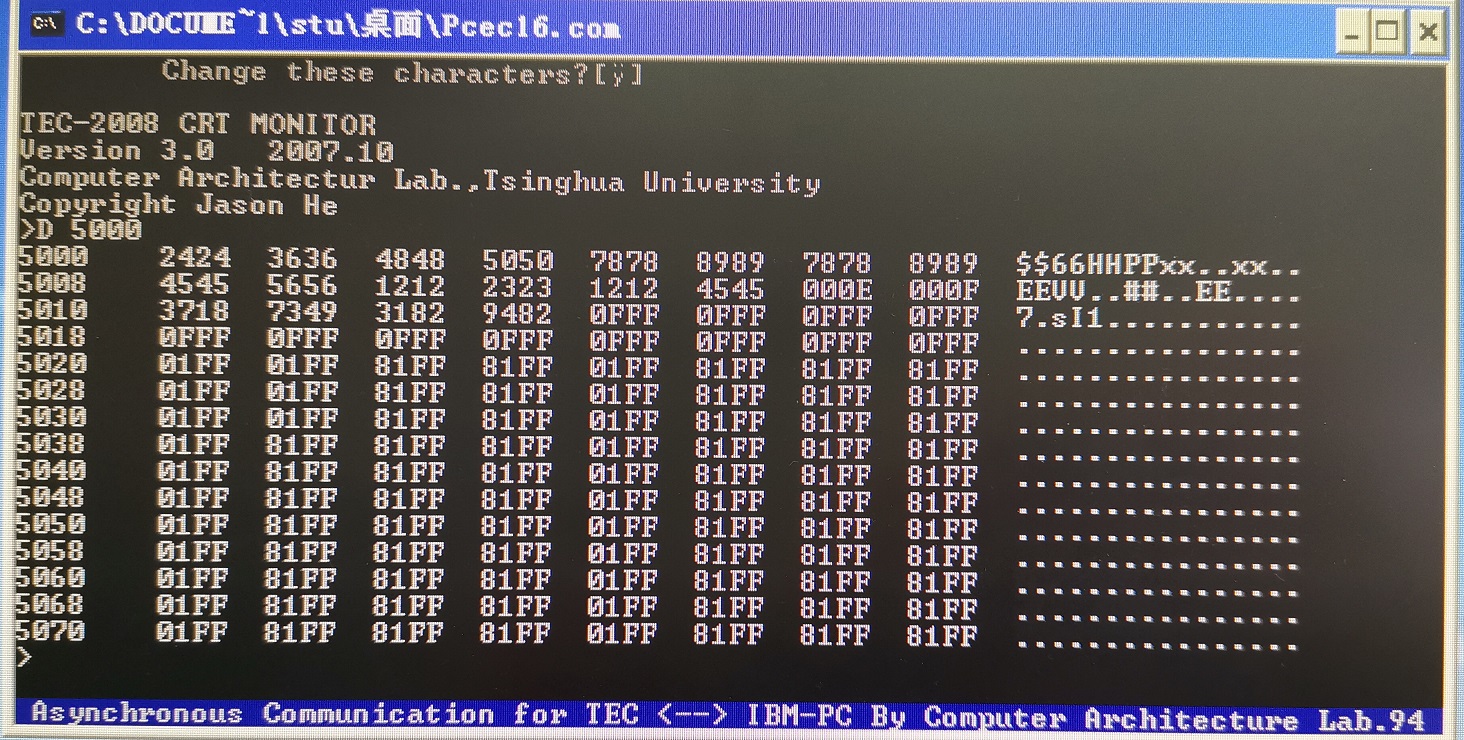 C:\DOCUME~1\stu\桌面\Pcec16.com
Change these characters?[ÿ]
TEC-2008 CRT MONITOR
Version 3.0   2007.10
Computer Architectur Lab.,Tsinghua University
Copyright Jason He
>D 5000
5000    2424  3636  4848  5050  7878  8989  7878  8989  $$66HHPPxx..xx..
5008    4545  5656  1212  2323  1212  4545  000E  000F  EEVV..##..EE....
5010    3718  7349  3182  9482  0FFF  0FFF  0FFF  0FFF  7.sI1...........
5018    0FFF  0FFF  0FFF  0FFF  0FFF  0FFF  0FFF  0FFF  ................
5020    01FF  01FF  81FF  81FF  01FF  81FF  81FF  81FF  ................
5028    01FF  01FF  81FF  81FF  01FF  81FF  81FF  81FF  ................
5030    01FF  01FF  81FF  81FF  01FF  81FF  81FF  81FF  ................
5038    01FF  81FF  81FF  81FF  01FF  81FF  81FF  81FF  ................
5040    01FF  81FF  81FF  81FF  01FF  81FF  81FF  81FF  ................
5048    01FF  81FF  81FF  81FF  01FF  81FF  81FF  81FF  ................
5050    01FF  81FF  81FF  81FF  01FF  81FF  81FF  81FF  ................
5058    01FF  81FF  81FF  81FF  01FF  81FF  81FF  81FF  ................
5060    01FF  81FF  81FF  81FF  01FF  81FF  81FF  81FF  ................
5068    01FF  81FF  81FF  81FF  01FF  81FF  81FF  81FF  ................
5070    01FF  81FF  81FF  81FF  01FF  81FF  81FF  81FF  ................
>
Asynchronous Communication for TEC <--> IBM-PC By Computer Architecture Lab.94